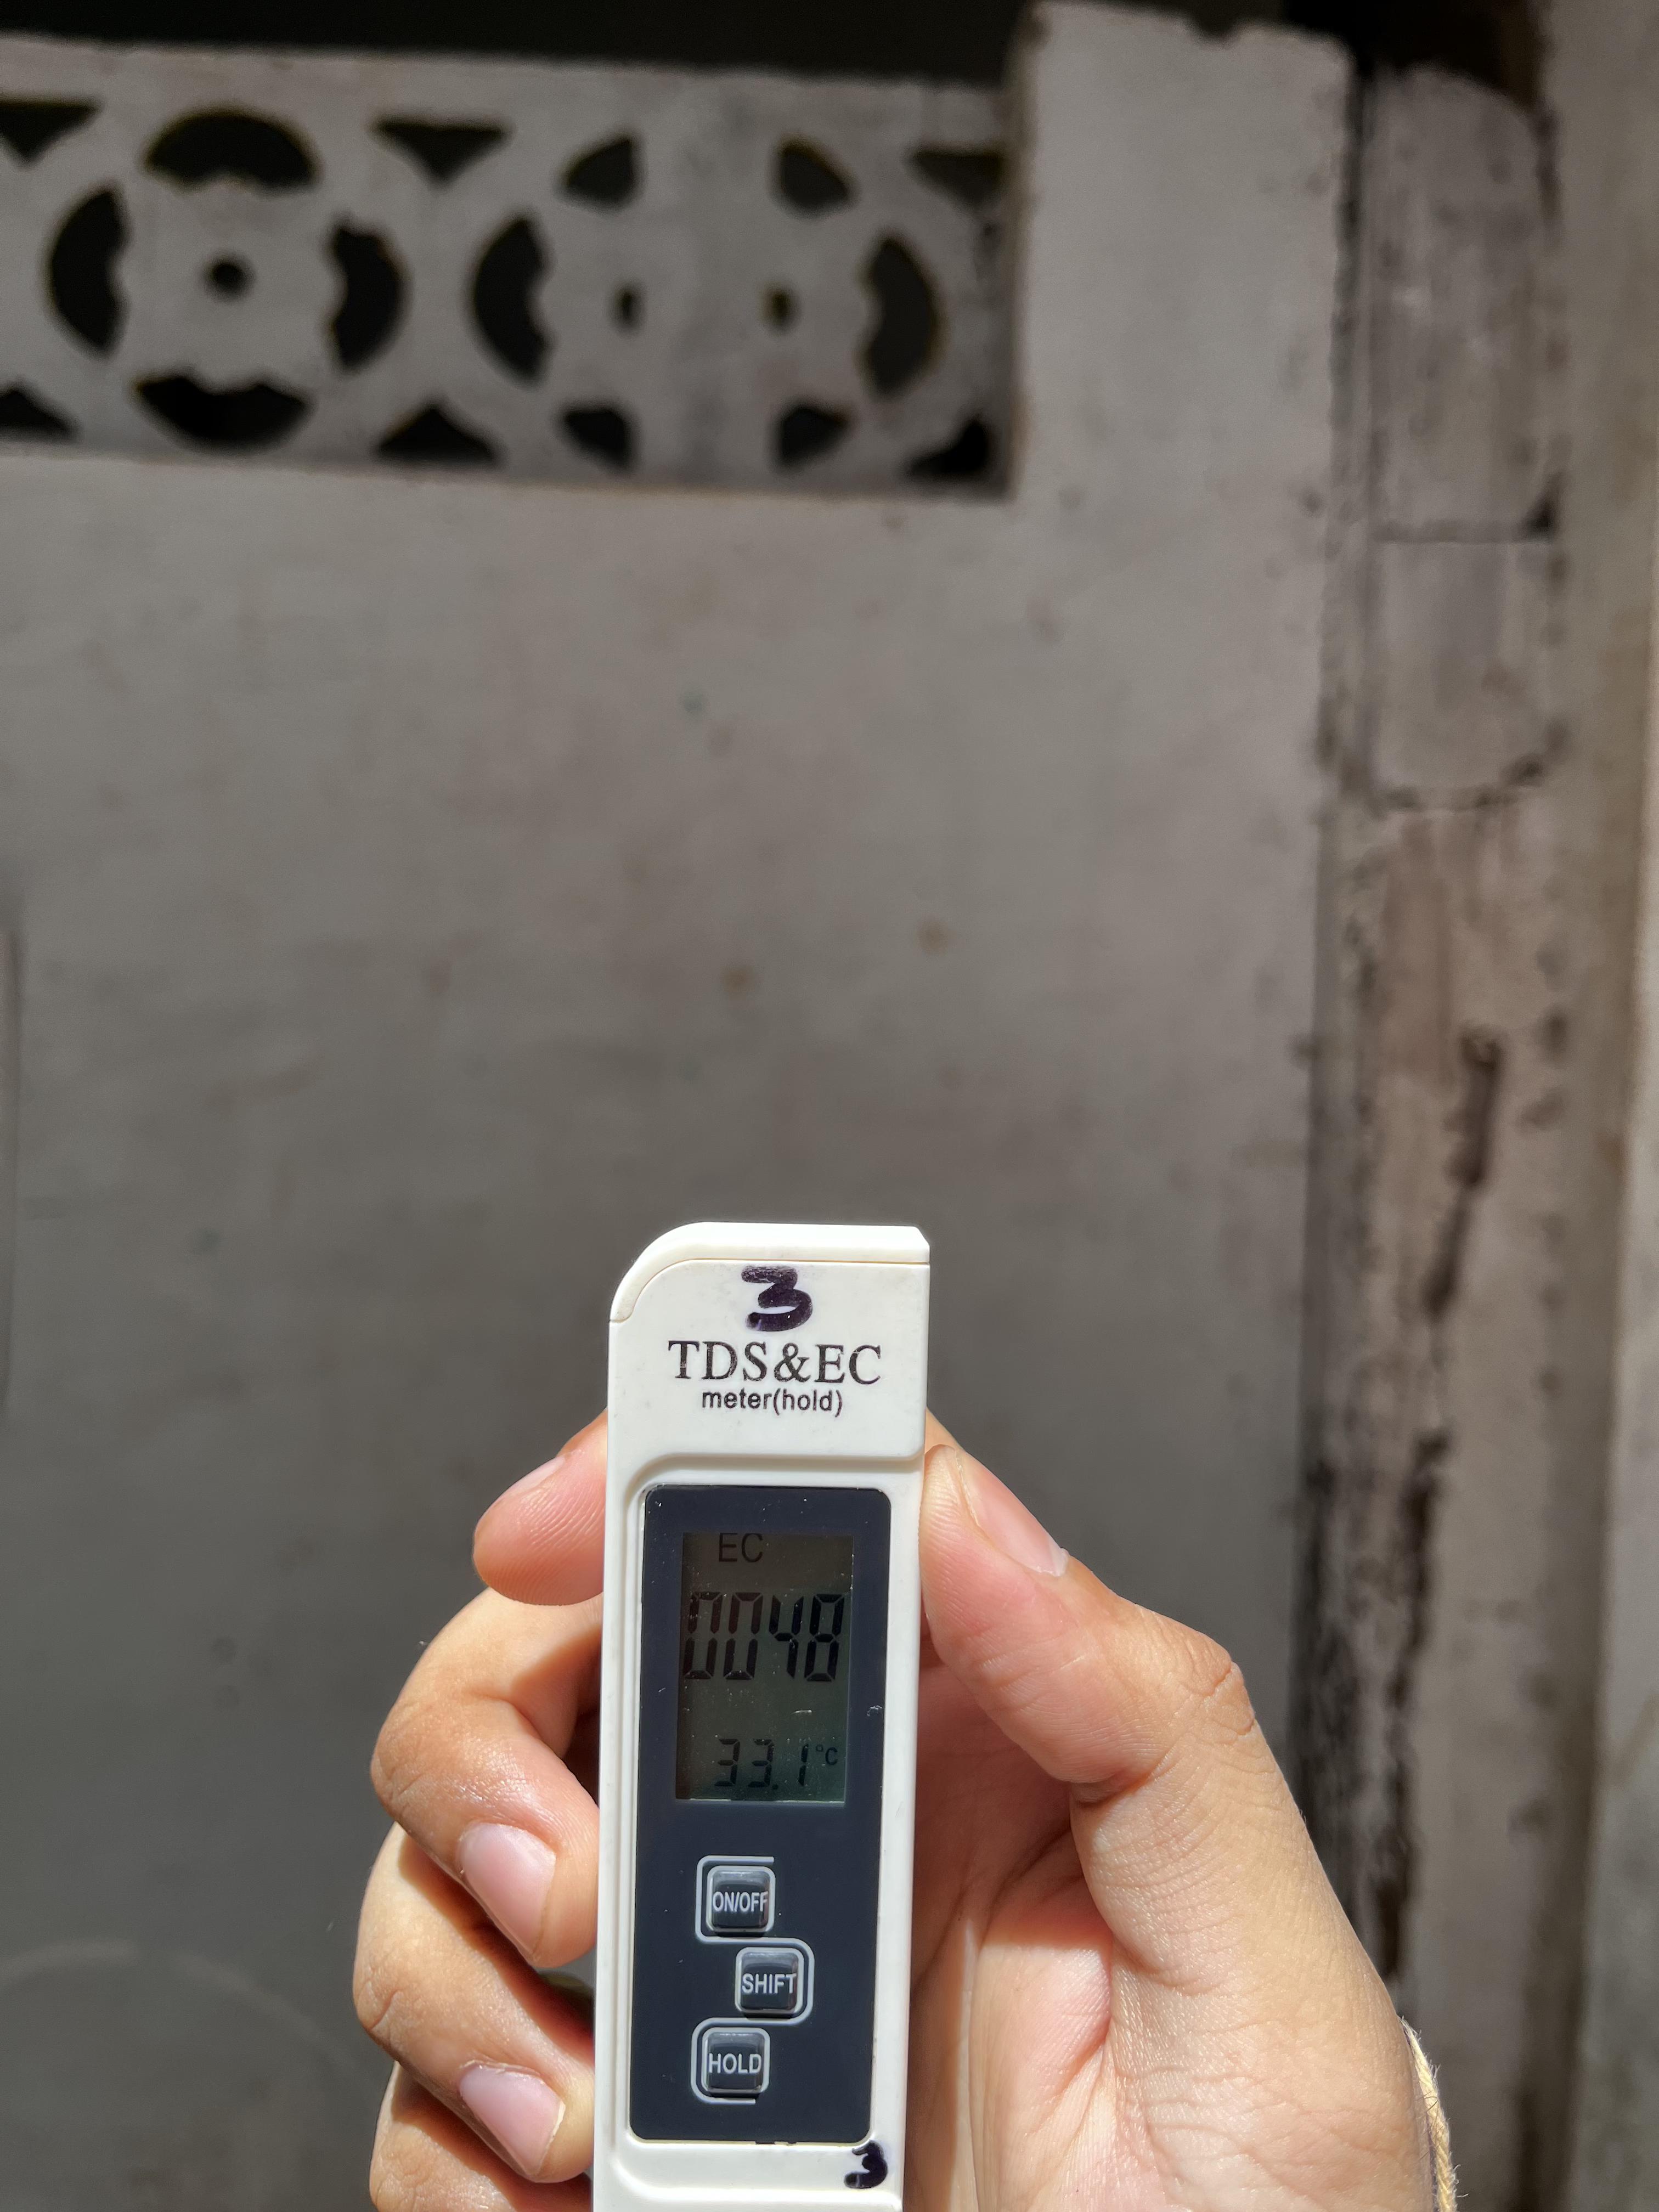 3
TDS&EC
meter(hold)
EC
0048
33.1°C
ON/OFF
SHIFT
HOLD
3